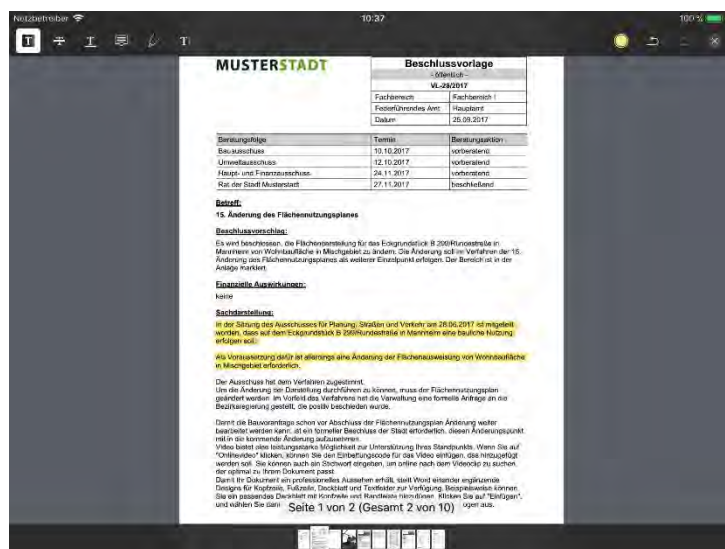 Netzbetreiber 10:37 100 %
MUSTERSTADT
Beschlussvorlage
- öffentlich -
VL-29/2017
Fachbereich Fachbereich I
Federführendes Amt Hauptamt
Datum 25.09.2017
Beratungsfolge Termin Beratungsaktion
Bauausschuss 10.10.2017 vorberatend
Umweltausschuss 12.10.2017 vorberatend
Haupt- und Finanzausschuss 24.11.2017 vorberatend
Rat der Stadt Musterstadt 27.11.2017 beschließend
Betreff:
15. Änderung des Flächennutzungsplanes
Beschlussvorschlag:
Es wird beschlossen, die Flächendarstellung für das Eckgrundstück B 299/Rundestraße in
Mannheim von Wohnbaufläche in Mischgebiet zu ändern. Die Änderung soll im Verfahren der 15.
Änderung des Flächennutzungsplanes als weiterer Einzelpunkt erfolgen. Der Bereich ist in der
Anlage markiert.
Finanzielle Auswirkungen:
keine
Sachdarstellung:
In der Sitzung des Ausschusses für Planung, Straßen und Verkehr am 28.06.2017 ist mitgeteilt
worden, dass auf dem Eckgrundstück B 299/Rundestraße in Mannheim eine bauliche Nutzung
erfolgen soll.
Als Voraussetzung dafür ist allerdings eine Änderung der Flächenausweisung von Wohnbaufläche
in Mischgebiet erforderlich.
Der Ausschuss hat dem Verfahren zugestimmt.
Um die Änderung der Darstellung durchführen zu können, muss der Flächennutzungsplan
geändert werden. Im Vorfeld des Verfahrens hat die Verwaltung eine formelle Anfrage an die
Bezirksregierung gestellt, die positiv beschieden wurde.
Damit die Bauvoranfrage schon vor Abschluss der Flächennutzungsplan Änderung weiter
bearbeitet werden kann, ist ein formeller Beschluss der Stadt erforderlich, diesen Änderungspunkt
mit in die kommende Änderung aufzunehmen.
Video bietet eine leistungsstarke Möglichkeit zur Unterstützung Ihres Standpunkts. Wenn Sie auf
"Onlinevideo" klicken, können Sie den Einbettungscode für das Video einfügen, das hinzugefügt
werden soll. Sie können auch ein Stichwort eingeben, um online nach dem Videoclip zu suchen,
der optimal zu Ihrem Dokument passt.
Damit Ihr Dokument ein professionelles Aussehen erhält, stellt Word einander ergänzende
Designs für Kopfzeile, Fußzeile, Deckblatt und Textfelder zur Verfügung. Beispielsweise können
Sie ein passendes Deckblatt mit Kopfzeile und Randleiste hinzufügen. Klicken Sie auf "Einfügen",
und wählen Sie dann
Seite 1 von 2 (Gesamt 2 von 10)
ogen aus.